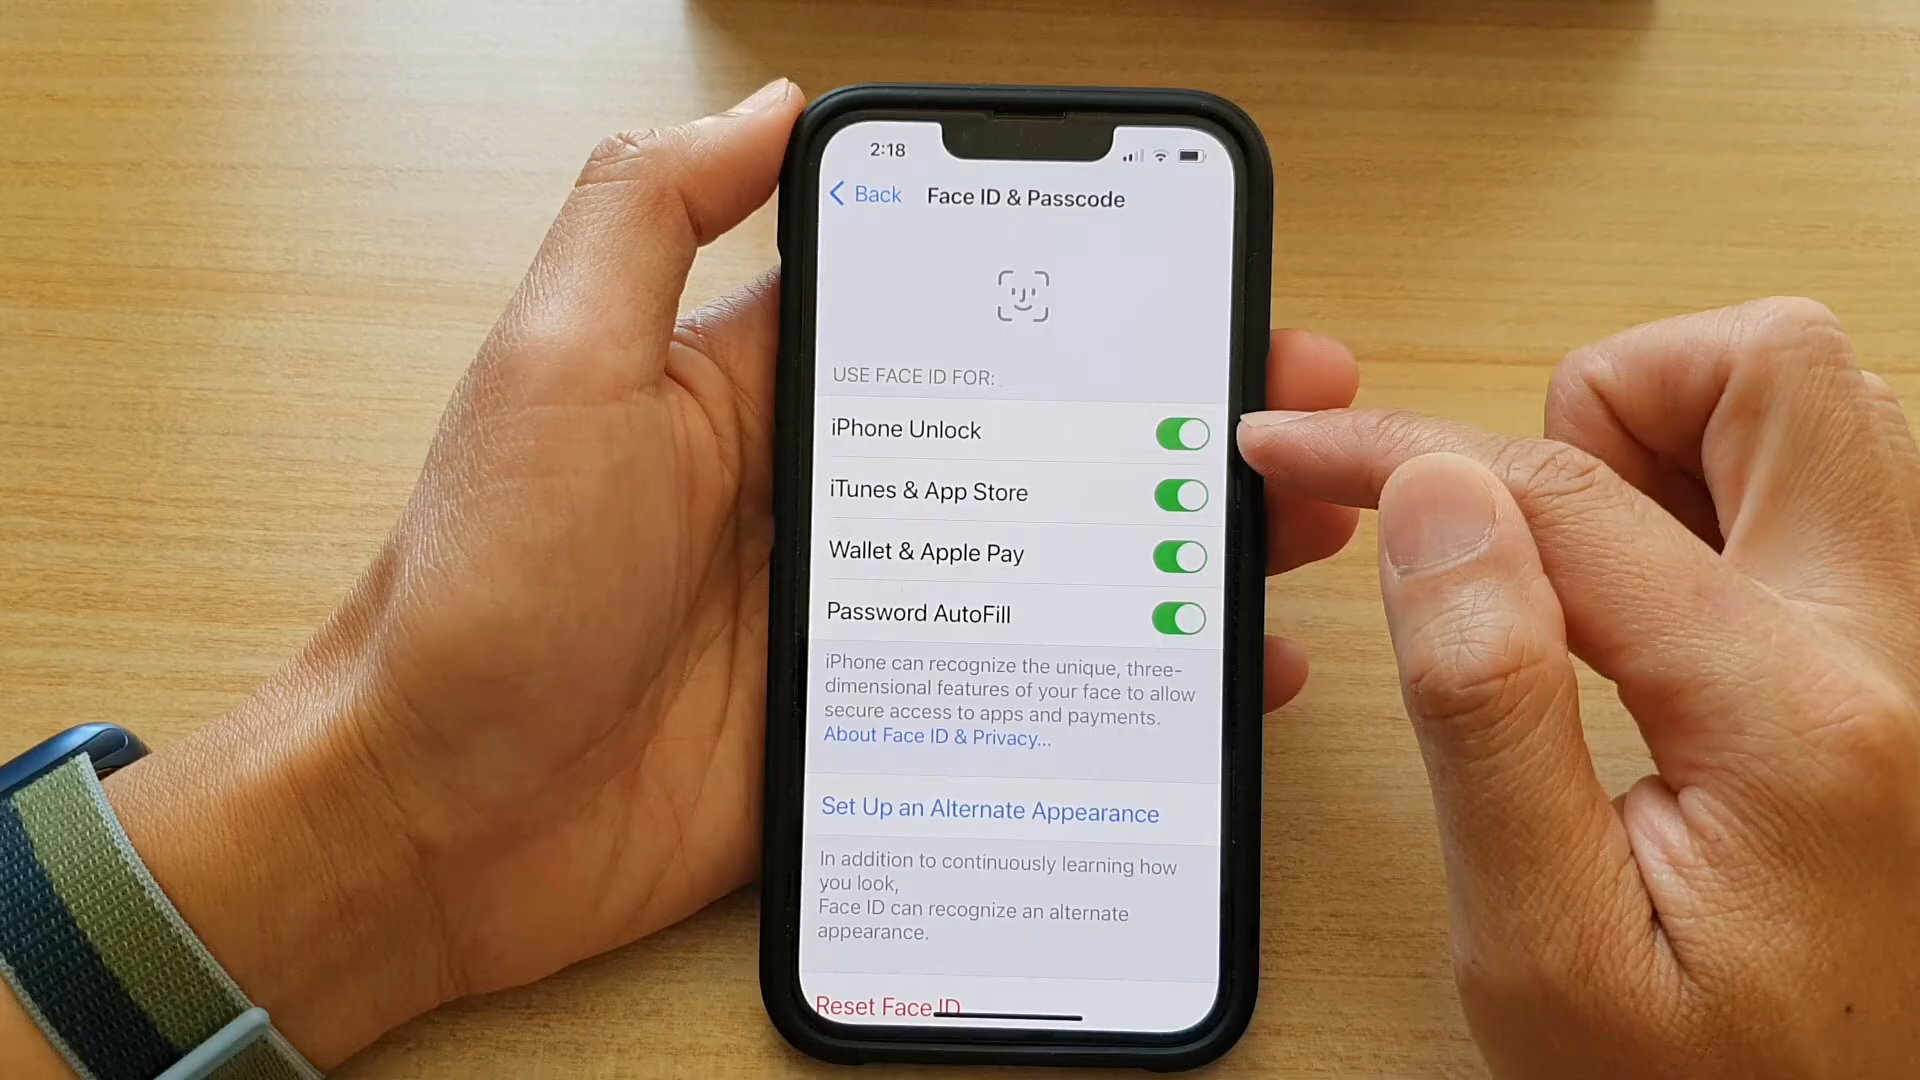 2:18
Back Face ID & Passcode
USE FACE ID FOR:
iPhone Unlock
iTunes & App Store
Wallet & Apple Pay
Password AutoFill
iPhone can recognize the unique, three-
dimensional features of your face to allow
secure access to apps and payments.
About Face ID & Privacy...
Set Up an Alternate Appearance
In addition to continuously learning how
you look,
Face ID can recognize an alternate
appearance.
Reset Face ID